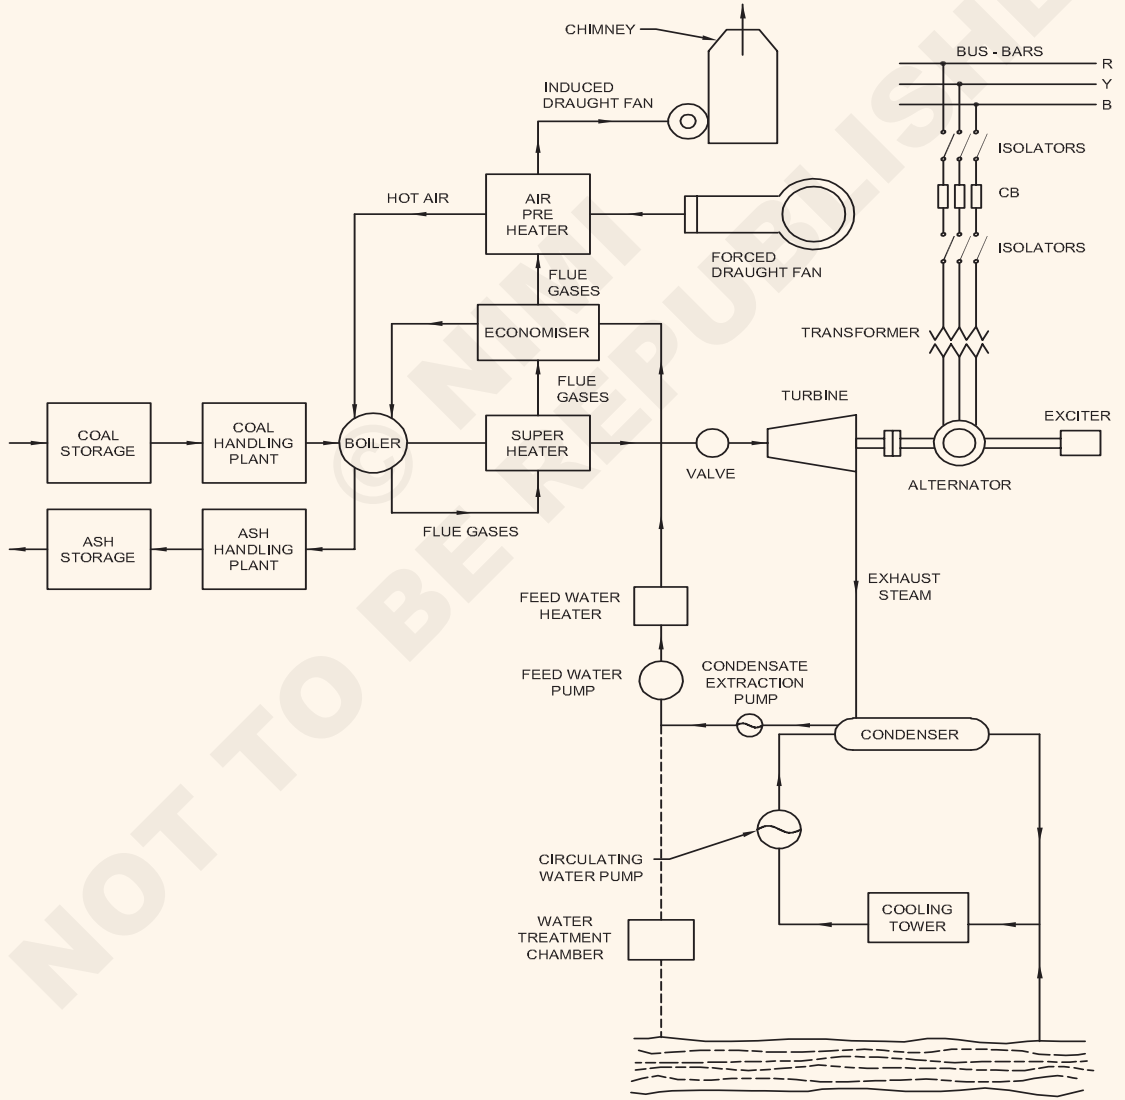 CHIMNEY
BUS - BARS
R
Y
B
INDUCED
DRAUGHT FAN
ISOLATORS
CB
ISOLATORS
HOT AIR
AIR
PRE
HEATER
FORCED
DRAUGHT FAN
FLUE
GASES
ECONOMISER
TRANSFORMER
FLUE
GASES
TURBINE
EXCITER
COAL
STORAGE
COAL
HANDLING
PLANT
BOILER
SUPER
HEATER
VALVE
ALTERNATOR
FLUE GASES
ASH
STORAGE
ASH
HANDLING
PLANT
EXHAUST
STEAM
FEED WATER
HEATER
FEED WATER
PUMP
CONDENSATE
EXTRACTION
PUMP
CONDENSER
CIRCULATING
WATER PUMP
COOLING
TOWER
WATER
TREATMENT
CHAMBER
© NIMI
NOT TO BE REPUBLISHE